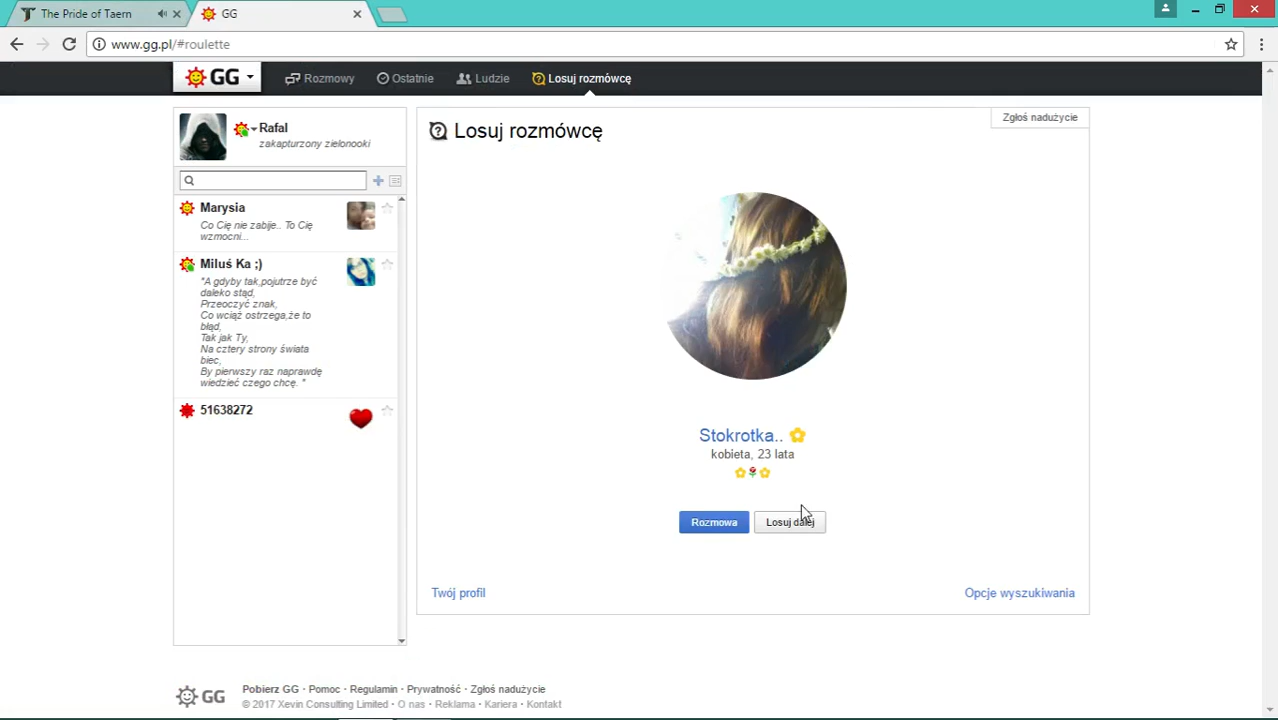 The Pride of Taern
GG
www.gg.pl/#roulette
GG
Rozmowy
Ostatnie
Ludzie
Losuj rozmówcę
Rafal
zakapturzony zielonooki
Marysia
Co Cię nie zabije.. To Cię
wzmocni...
Miluś Ka ;)
"A gdyby tak,pojutrze być
daleko stąd,
Przeoczyć znak,
Co wciąż ostrzega,że to
błąd,
Tak jak Ty,
Na cztery strony świata
biec,
By pierwszy raz naprawdę
wiedzieć czego chcę. "
51638272
Losuj rozmówcę
Zgłoś nadużycie
Stokrotka..
kobieta, 23 lata
Rozmowa
Losuj dalej
Twój profil
Opcje wyszukiwania
GG
Pobierz GG · Pomoc · Regulamin · Prywatność · Zgłoś nadużycie
© 2017 Xevin Consulting Limited · O nas · Reklama · Kariera · Kontakt